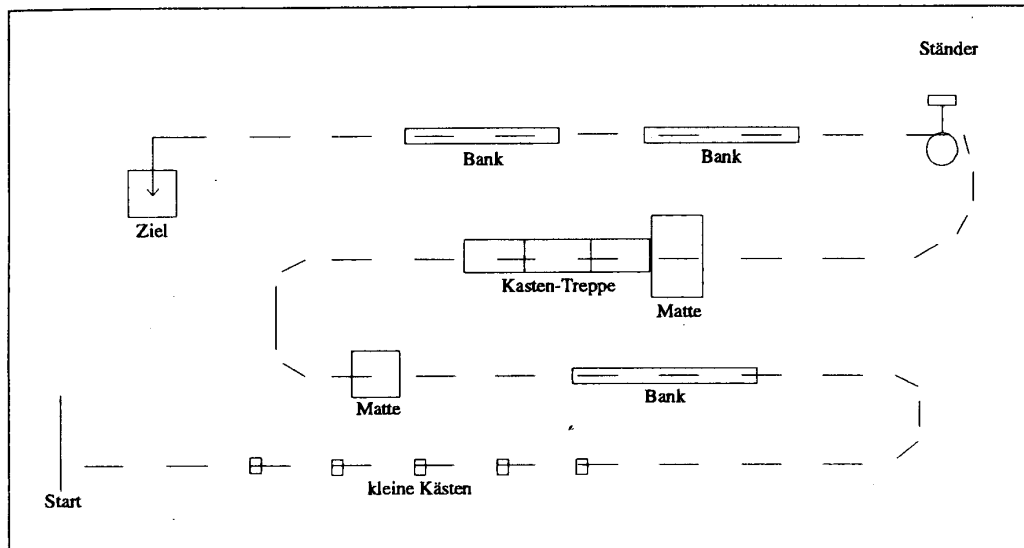 Ständer
Bank
Bank
Ziel
Kasten-Treppe
Matte
Matte
Bank
kleine Kästen
Start